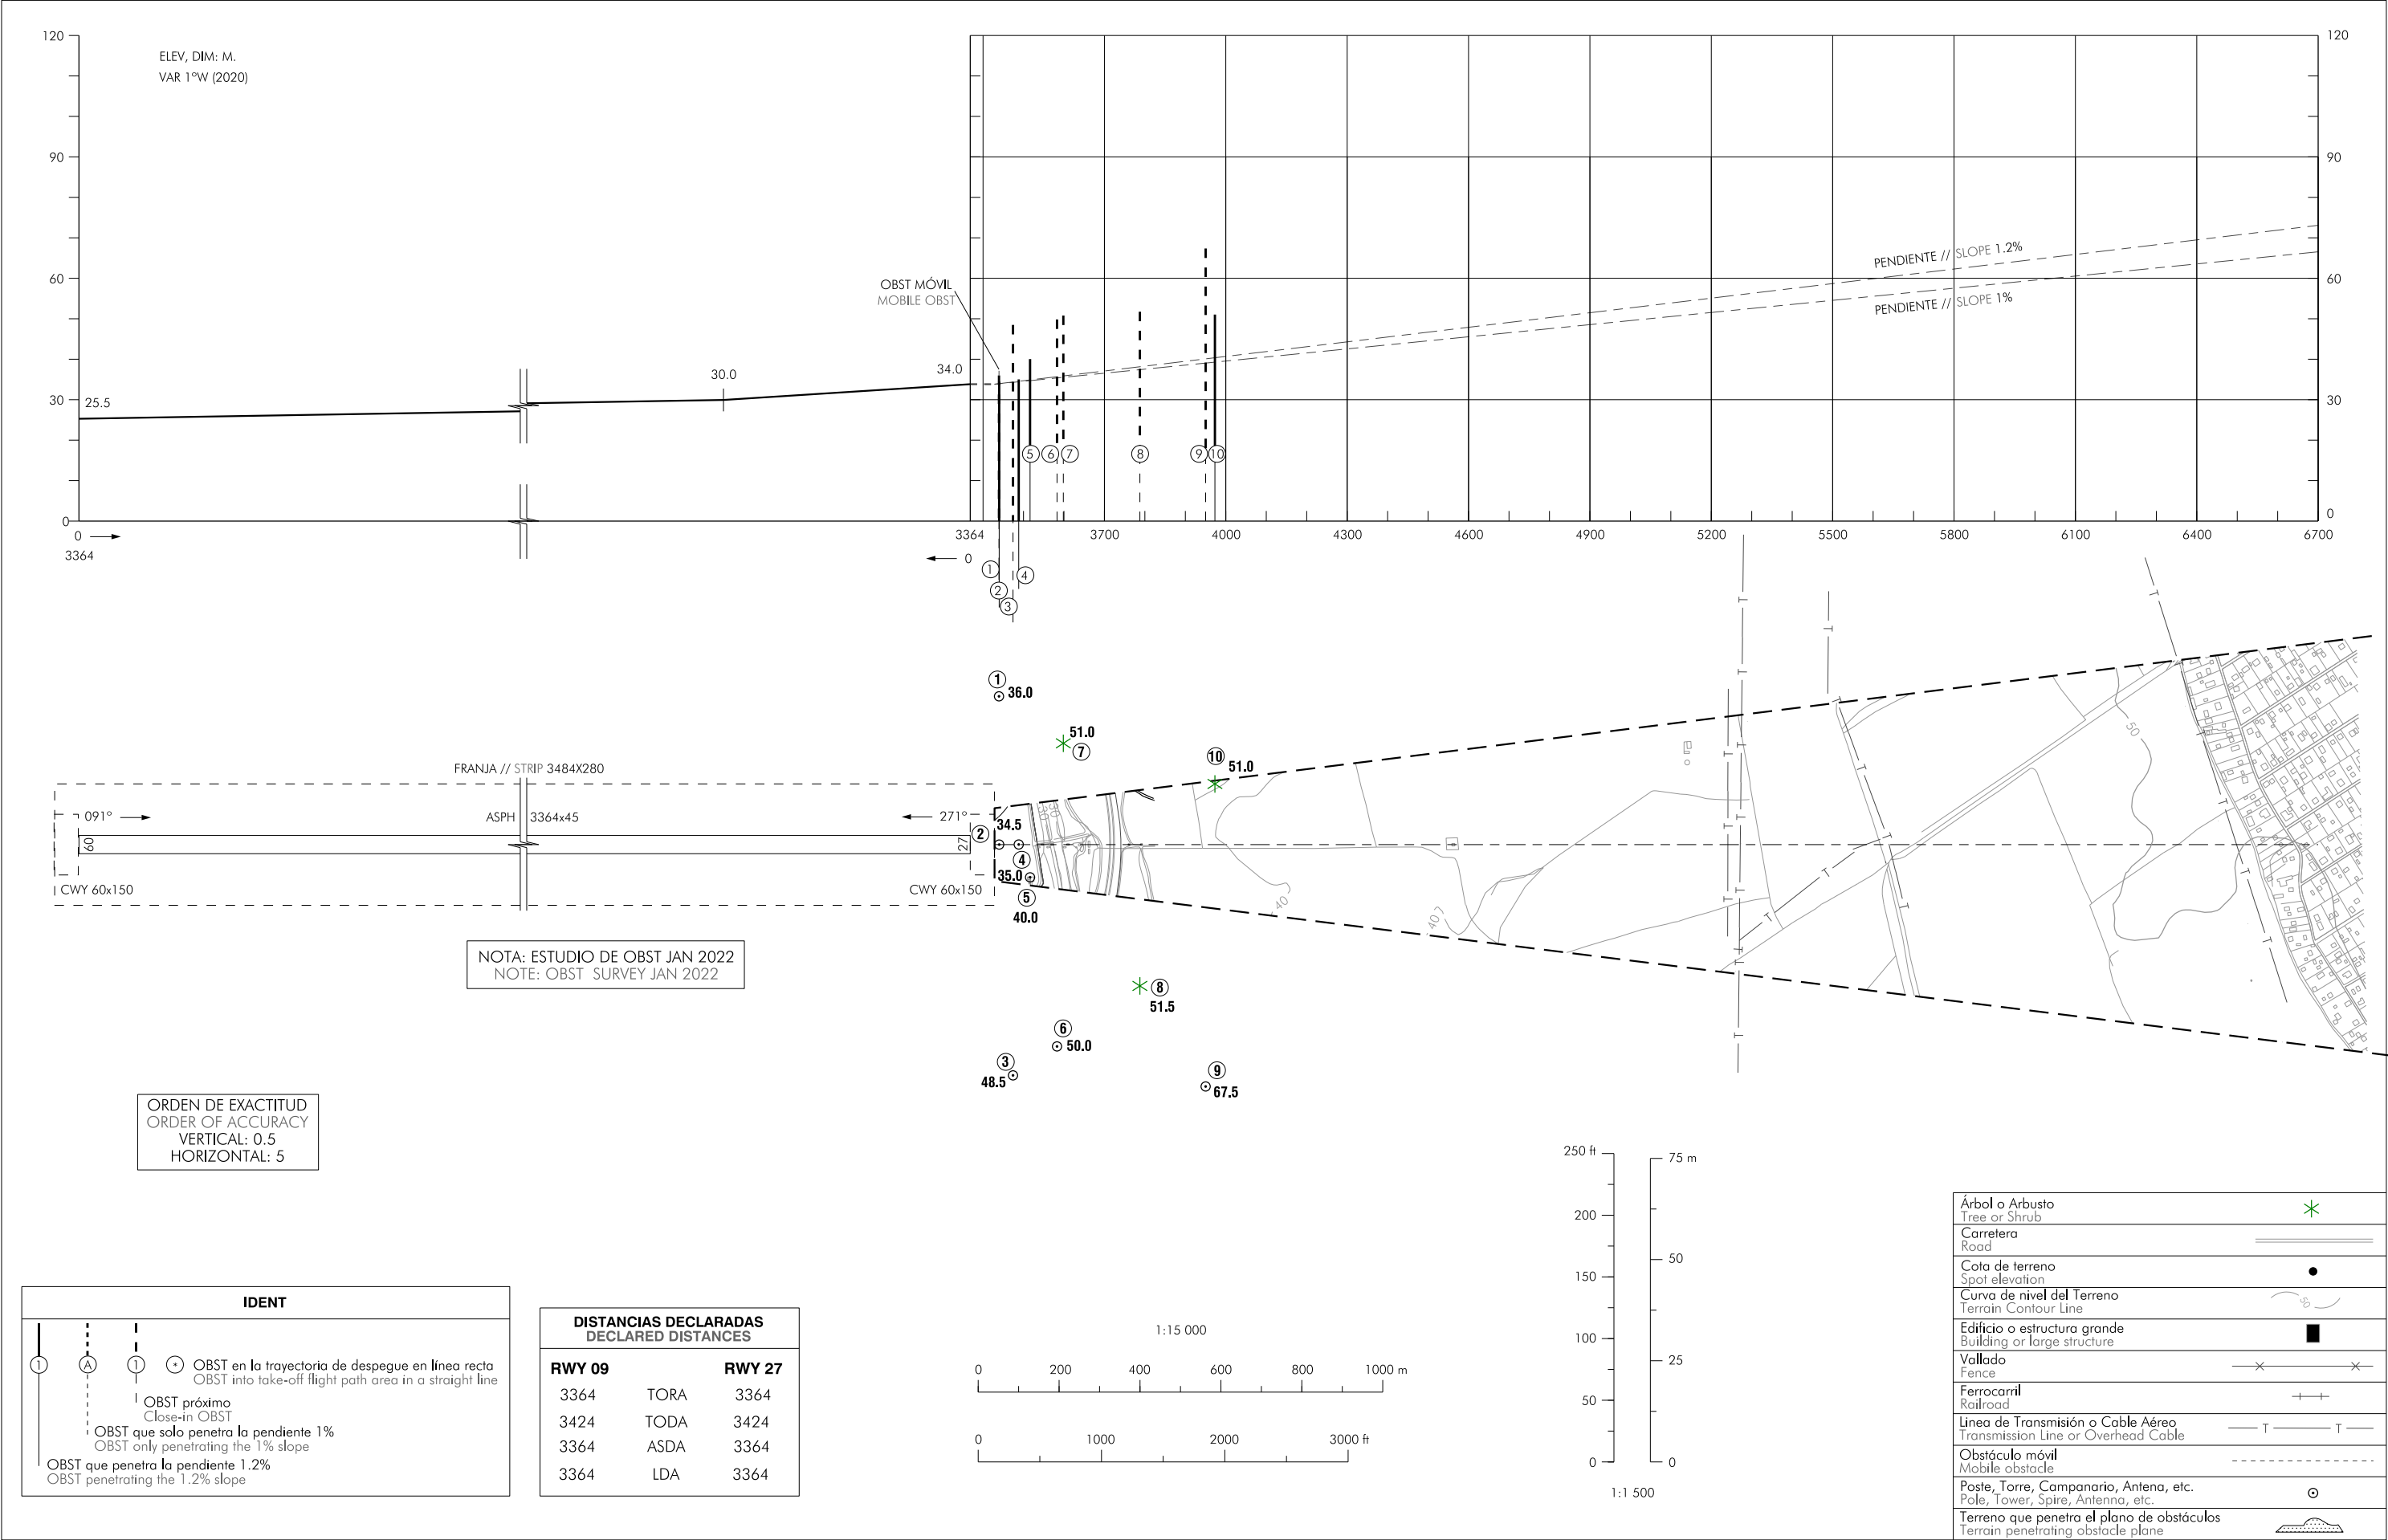 120
120
ELEV, DIM: M.
VAR 1ºW (2020)
90
90
PENDIENTE // SLOPE 1.2%
OBST MÓVIL
MOBILE OBST
60
60
PENDIENTE // SLOPE 1%
34.0
30.0
30
25.5
30
5 6 7 8 9 10
0
0
0
3364
3364 3700 4000 4300 4600 4900 5200 5500 5800 6100 6400 6700
0
1
4
2
3
1
36.0
51.0
7
10
51.0
FRANJA // STRIP 3484X280
091º
ASPH 3364x45
271º
34.5
2
09
27
4
35.0
CWY 60x150
CWY 60x150
5
40.0
30
30
40
40
50
T T T T T T T T T T
NOTA: ESTUDIO DE OBST JAN 2022
NOTE: OBST SURVEY JAN 2022
8
51.5
6
50.0
3
48.5
9
67.5
ORDEN DE EXACTITUD
ORDER OF ACCURACY
VERTICAL: 0.5
HORIZONTAL: 5
IDENT
1 A 1
OBST en la trayectoria de despegue en línea recta
OBST into take-off flight path area in a straight line
OBST próximo
Close-in OBST
OBST que solo penetra la pendiente 1%
OBST only penetrating the 1% slope
OBST que penetra la pendiente 1.2%
OBST penetrating the 1.2% slope
DISTANCIAS DECLARADAS
DECLARED DISTANCES
RWY 09 RWY 27
3364 TORA 3364
3424 TODA 3424
3364 ASDA 3364
3364 LDA 3364
1:15 000
0 200 400 600 800 1000 m
0 1000 2000 3000 ft
250 ft
200
150
100
50
0
75 m
50
25
0
1:1 500
Árbol o Arbusto
Tree or Shrub
Carretera
Road
Cota de terreno
Spot elevation
Curva de nivel del Terreno
Terrain Contour Line
50
Edificio o estructura grande
Building or large structure
Vallado
Fence
Ferrocarril
Railroad
Linea de Transmisión o Cable Aéreo
Transmission Line or Overhead Cable
T T
Obstáculo móvil
Mobile obstacle
Poste, Torre, Campanario, Antena, etc.
Pole, Tower, Spire, Antenna, etc.
Terreno que penetra el plano de obstáculos
Terrain penetrating obstacle plane